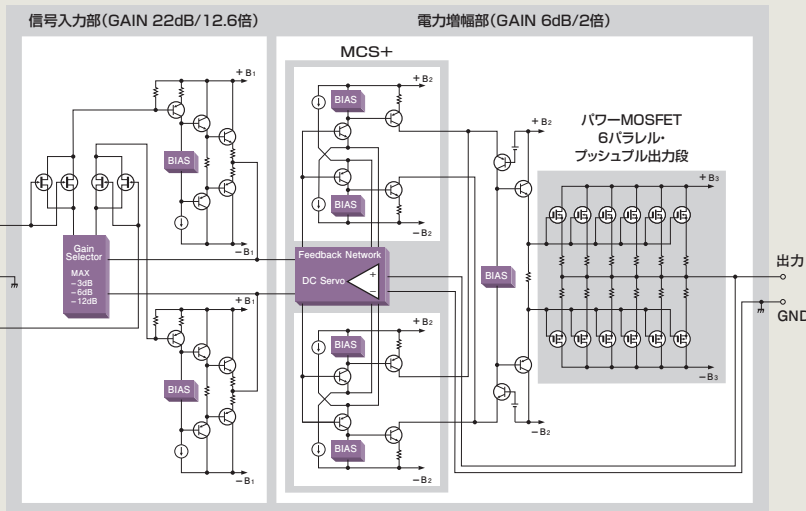 信号入力部(GAIN 22dB/12.6倍)
電力増幅部(GAIN 6dB/2倍)
MCS+
+B1
BIAS
−B1
Gain
Selector
MAX
−3dB
−6dB
−12dB
+B1
BIAS
−B1
+B2
BIAS
BIAS
−B2
Feedback Network
DC Servo
+
−
+B2
BIAS
BIAS
−B2
+B2
BIAS
−B2
パワーMOSFET
6パラレル・
プッシュプル出力段
+B3
−B3
出力
GND